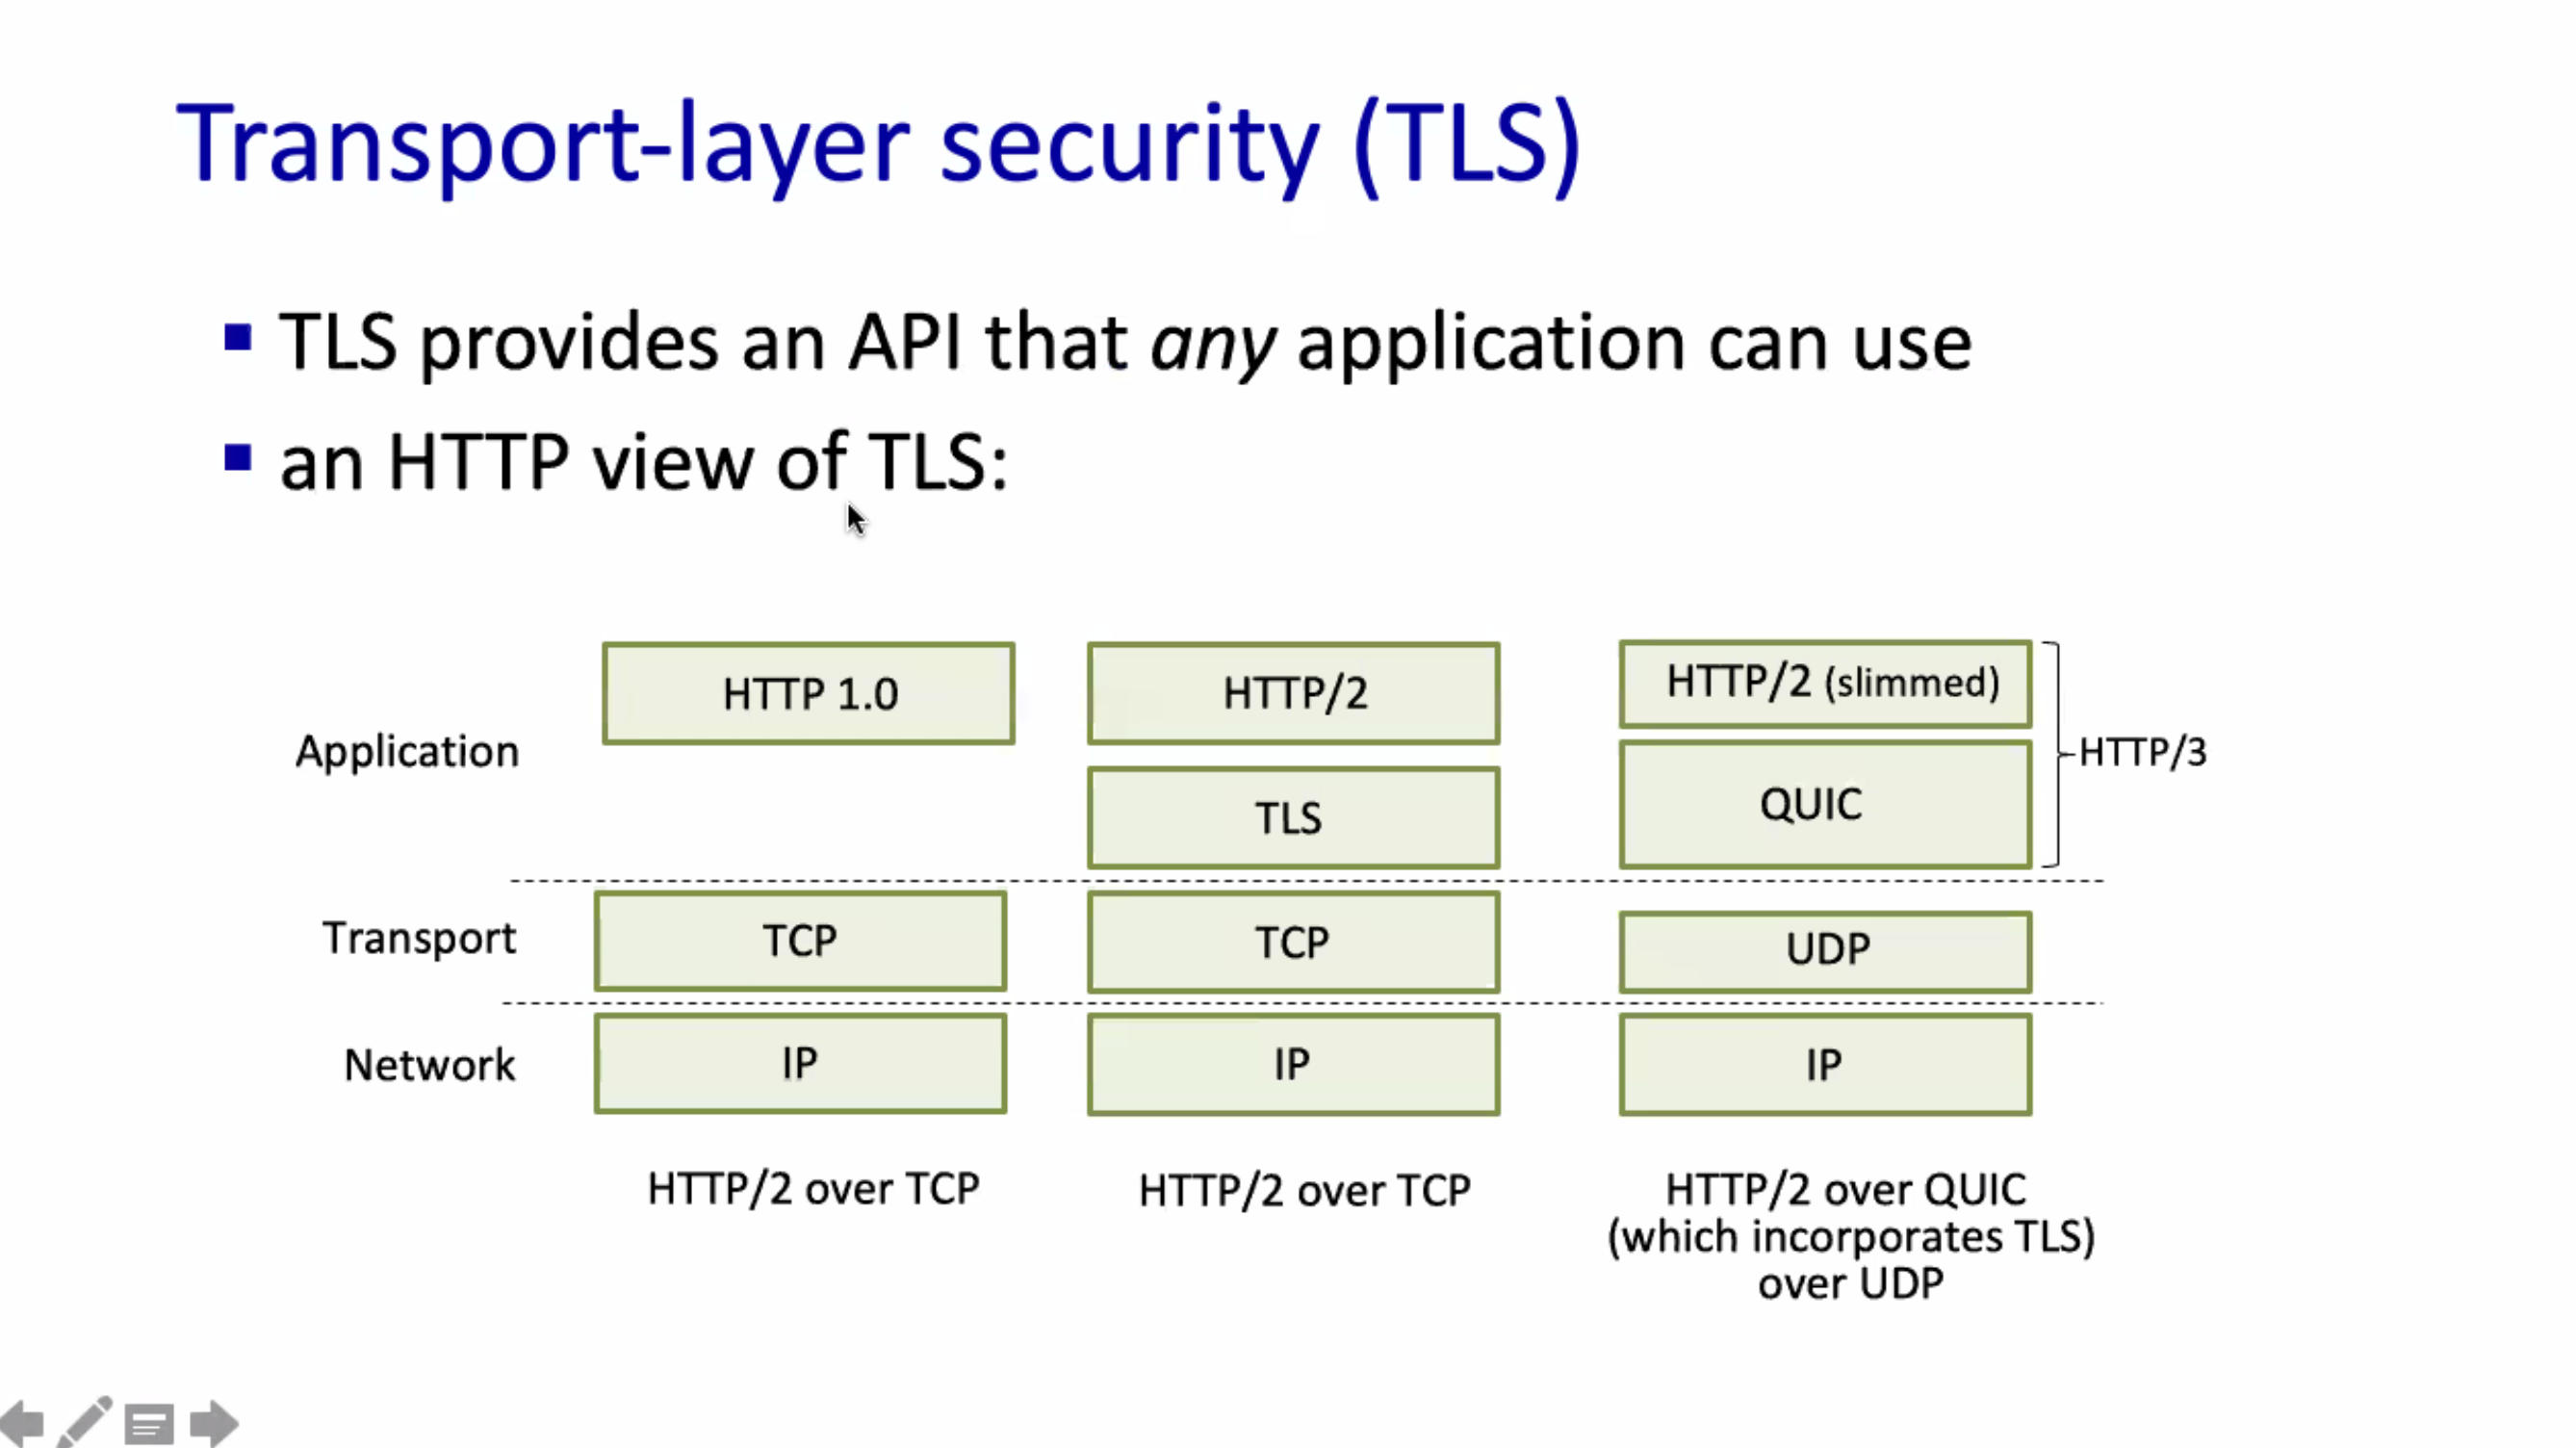 Transport-layer security (TLS)
TLS provides an API that any application can use
an HTTP view of TLS:
HTTP 1.0
HTTP/2
HTTP/2 (slimmed)
Application
HTTP/3
TLS
QUIC
Transport
TCP
TCP
UDP
Network
IP
IP
IP
HTTP/2 over TCP
HTTP/2 over TCP
HTTP/2 over QUIC
(which incorporates TLS)
over UDP